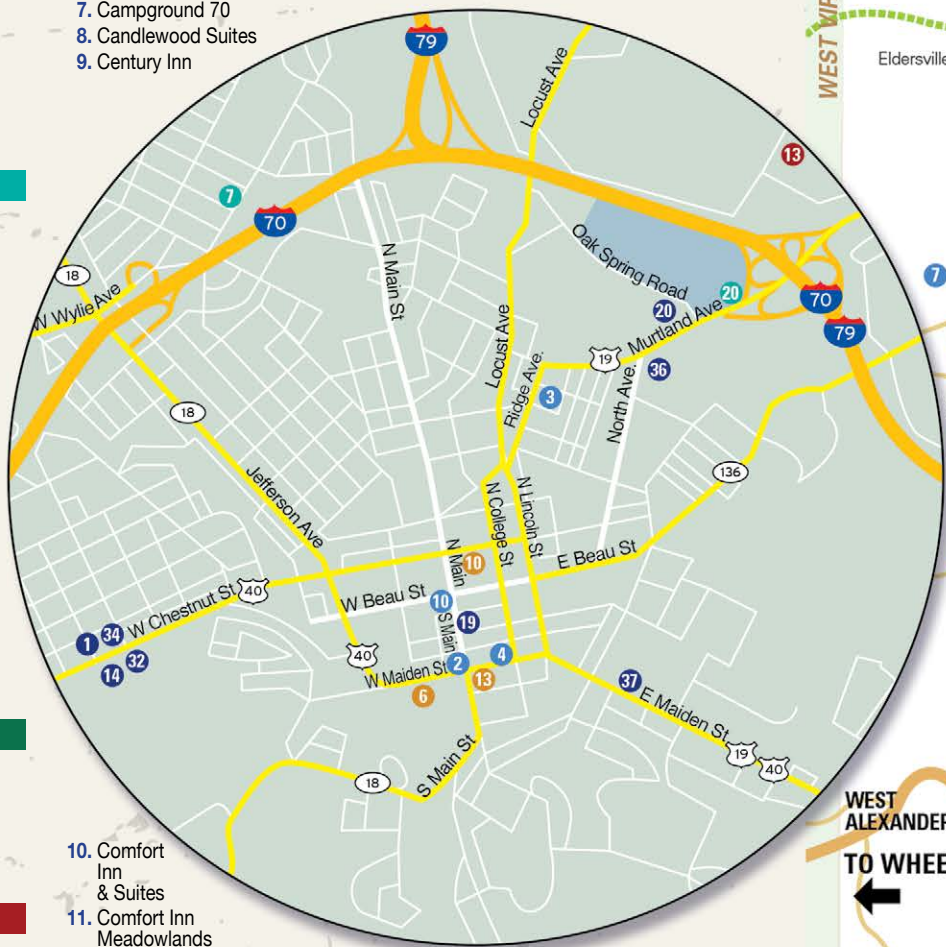 7. Campground 70
8. Candlewood Suites
9. Century Inn
WEST VIR
Eldersville
79
Locust Ave
13
7
70
Oak Spring Road
18
W Wylie Ave
N Main St
20
20
Murtland Ave
70
7
79
Locust Ave
Ridge Ave.
19
36
3
North Ave.
18
Jefferson Ave
136
N College St
N Lincoln St
N Main
10
E Beau St
W Chestnut St
40
W Beau St
10
S Main
19
1
34
14
32
40
W Maiden St
2
4
13
6
37
E Maiden St
19
40
S Main St
18
WEST
ALEXANDER
TO WHEE
10. Comfort
Inn
& Suites
11. Comfort Inn
Meadowlands